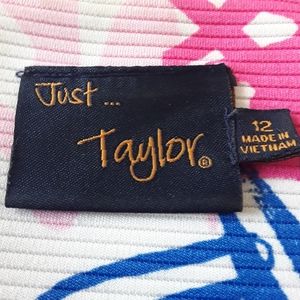 Just ...
Taylor®
12
MADE IN
VIETNAM